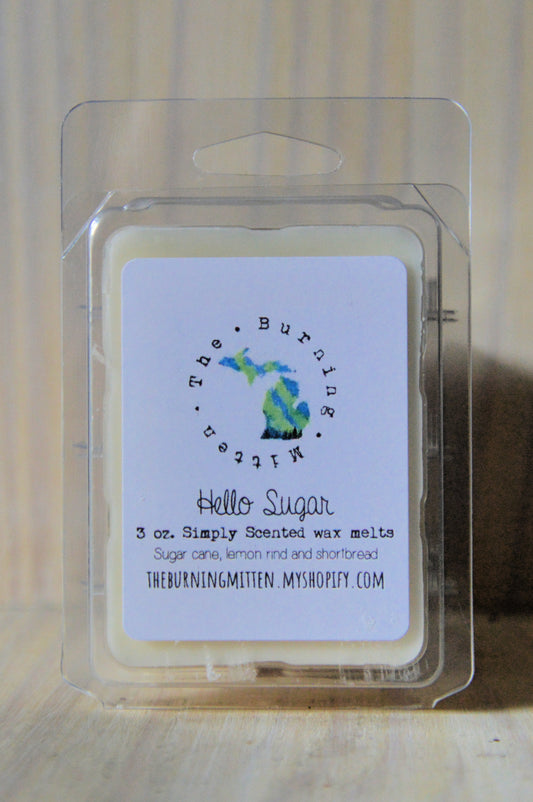 The • Burning • Mitten •
Hello Sugar
3 oz. Simply Scented wax melts
Sugar cane, lemon rind and shortbread
THEBURNINGMITTEN.MYSHOPIFY.COM